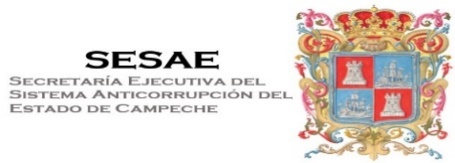 SESAE
SECRETARÍA EJECUTIVA DEL
SISTEMA ANTICORRUPCIÓN DEL
ESTADO DE CAMPECHE